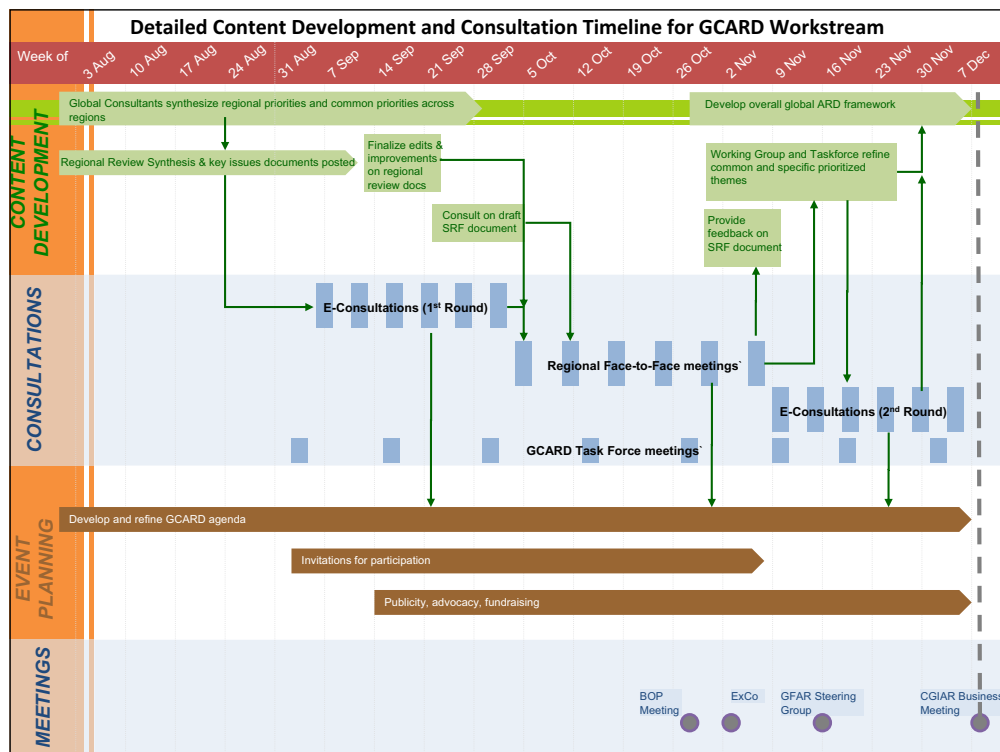 Detailed Content Development and Consultation Timeline for GCARD Workstream
Week of
3 Aug
10 Aug
17 Aug
24 Aug
31 Aug
7 Sep
14 Sep
21 Sep
28 Sep
5 Oct
12 Oct
19 Oct
26 Oct
2 Nov
9 Nov
16 Nov
23 Nov
30 Nov
7 Dec
CONTENT
DEVELOPMENT
Global Consultants synthesize regional priorities and common priorities across
regions
Develop overall global ARD framework
Regional Review Synthesis & key issues documents posted
Finalize edits &
improvements
on regional
review docs
Working Group and Taskforce refine
common and specific prioritized
themes
Consult on draft
SRF document
Provide
feedback on
SRF document
CONSULTATIONS
E-Consultations (1st Round)
Regional Face-to-Face meetings`
E-Consultations (2nd Round)
GCARD Task Force meetings`
EVENT
PLANNING
Develop and refine GCARD agenda
Invitations for participation
Publicity, advocacy, fundraising
MEETINGS
BOP
Meeting
ExCo
GFAR Steering
Group
CGIAR Business
Meeting